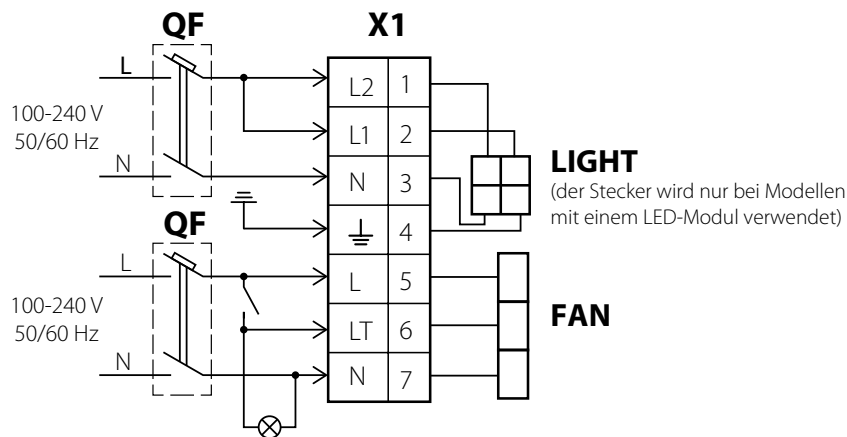 QF
X1
L
100-240 V
50/60 Hz
N
L2 1
L1 2
N 3
4
LIGHT
(der Stecker wird nur bei Modellen
mit einem LED-Modul verwendet)
QF
L
100-240 V
50/60 Hz
N
L 5
LT 6
N 7
FAN